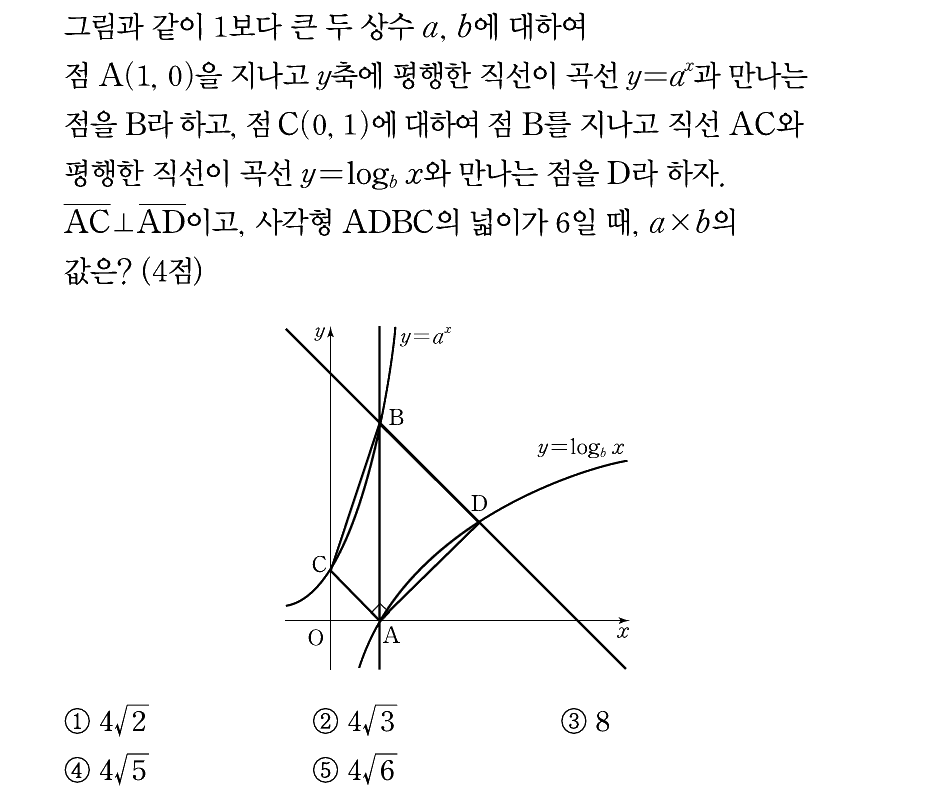 그림과 같이 1보다 큰 두 상수 a, b에 대하여
점 A(1, 0)을 지나고 y축에 평행한 직선이 곡선 y=aˣ과 만나는
점을 B라 하고, 점 C(0, 1)에 대하여 점 B를 지나고 직선 AC와
평행한 직선이 곡선 y=log_b x와 만나는 점을 D라 하자.
A̅C̅⊥A̅D̅이고, 사각형 ADBC의 넓이가 6일 때, a×b의
값은? (4점)
y
y=aˣ
B
y=log_b x
D
C
O
A
x
① 4√2 ② 4√3 ③ 8
④ 4√5 ⑤ 4√6